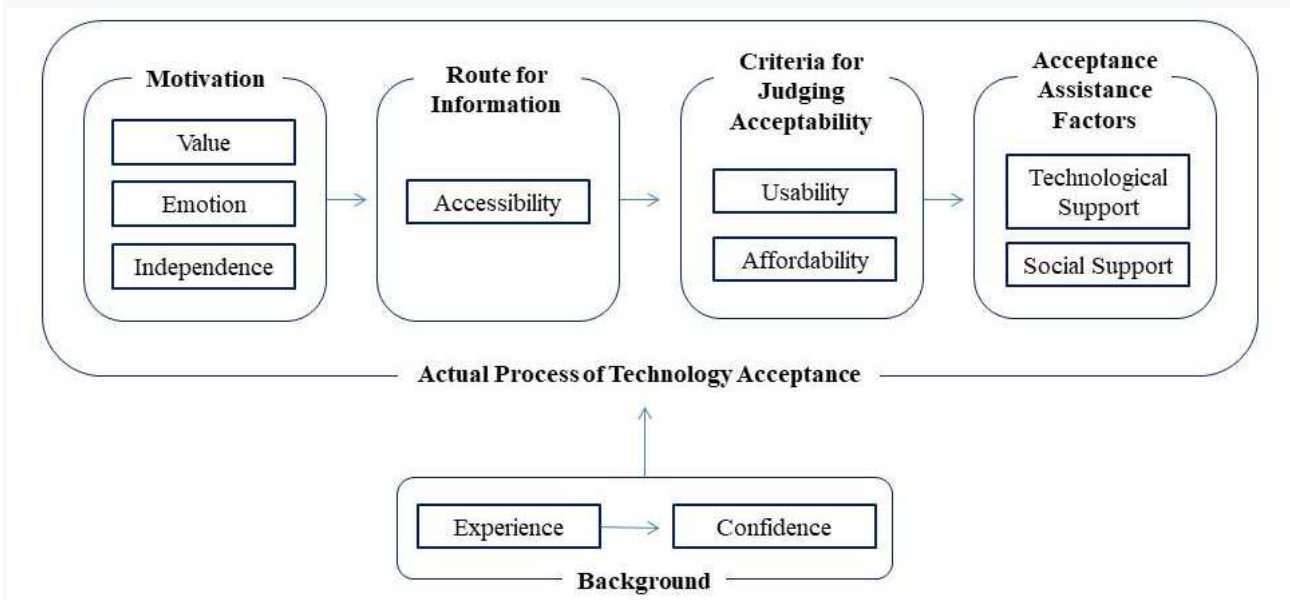 Motivation
Value
Emotion
Independence
Route for
Information
Accessibility
Criteria for
Judging
Acceptability
Usability
Affordability
Acceptance
Assistance
Factors
Technological
Support
Social Support
Actual Process of Technology Acceptance
Experience
Confidence
Background